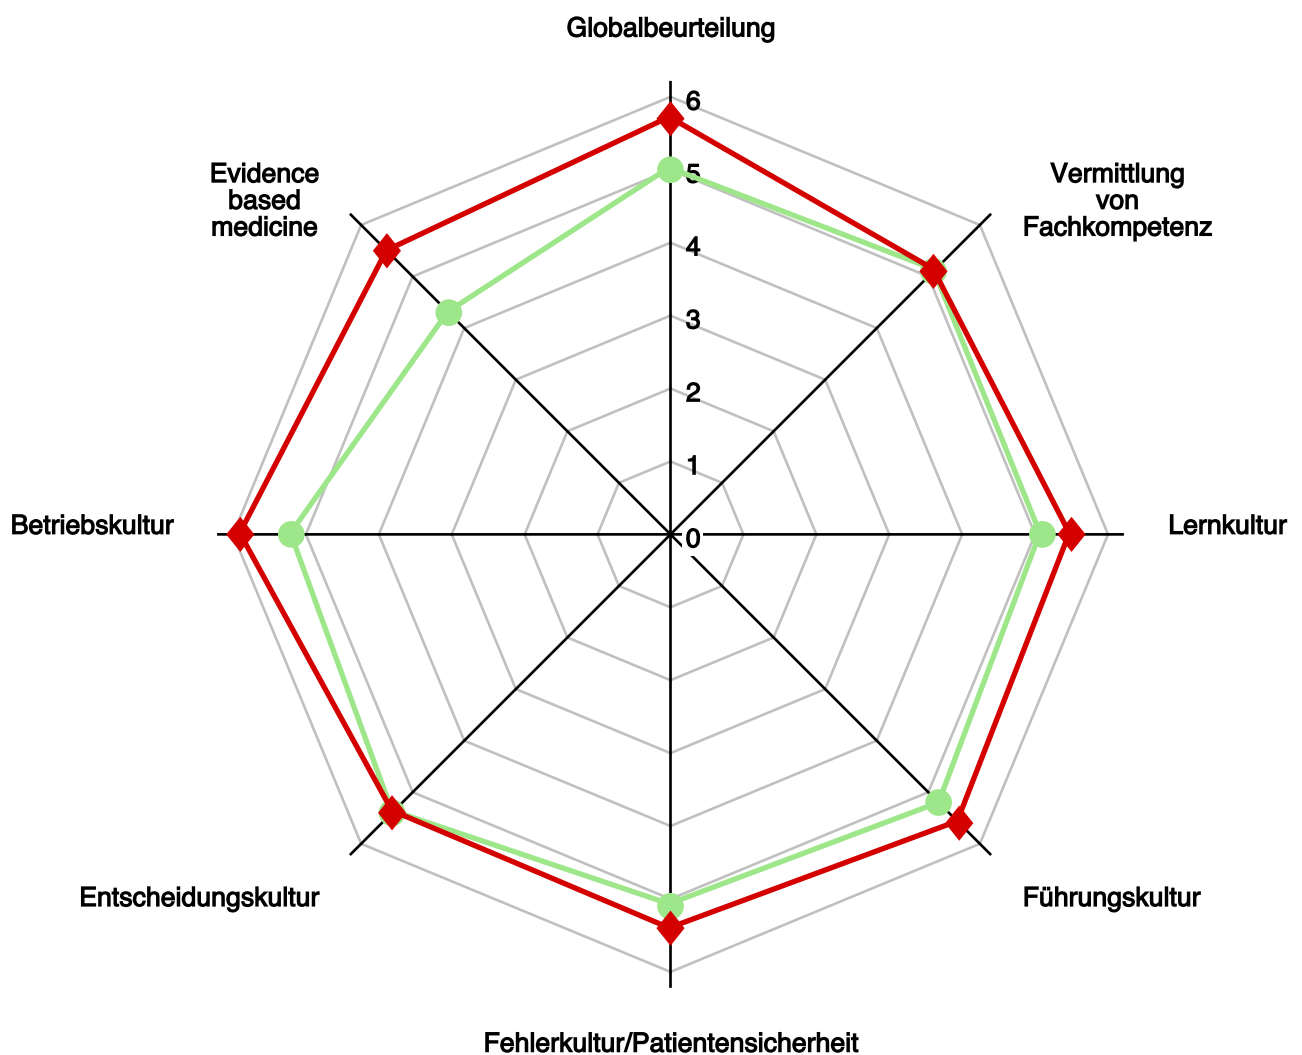 Globalbeurteilung
6
Evidence
based
medicine
5
Vermittlung
von
Fachkompetenz
4
3
2
1
Betriebskultur
0
Lernkultur
Entscheidungskultur
Führungskultur
Fehlerkultur/Patientensicherheit